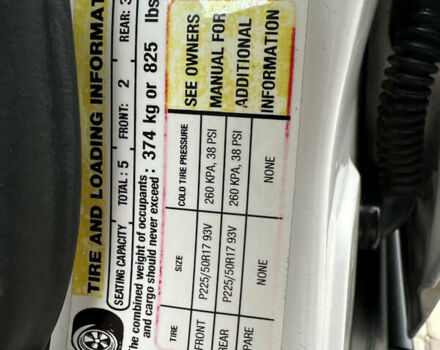 TIRE AND LOADING INFORMAT
SEATING CAPACITY TOTAL : 5 FRONT: 2 REAR: 3
The combined weight of occupants
and cargo should never exceed : 374 kg or 825 lbs
TIRE SIZE COLD TIRE PRESSURE SEE OWNERS
MANUAL FOR
ADDITIONAL
INFORMATION
FRONT P225/50R17 93V 260 KPA, 38 PSI
REAR P225/50R17 93V 260 KPA, 38 PSI
PARE NONE NONE